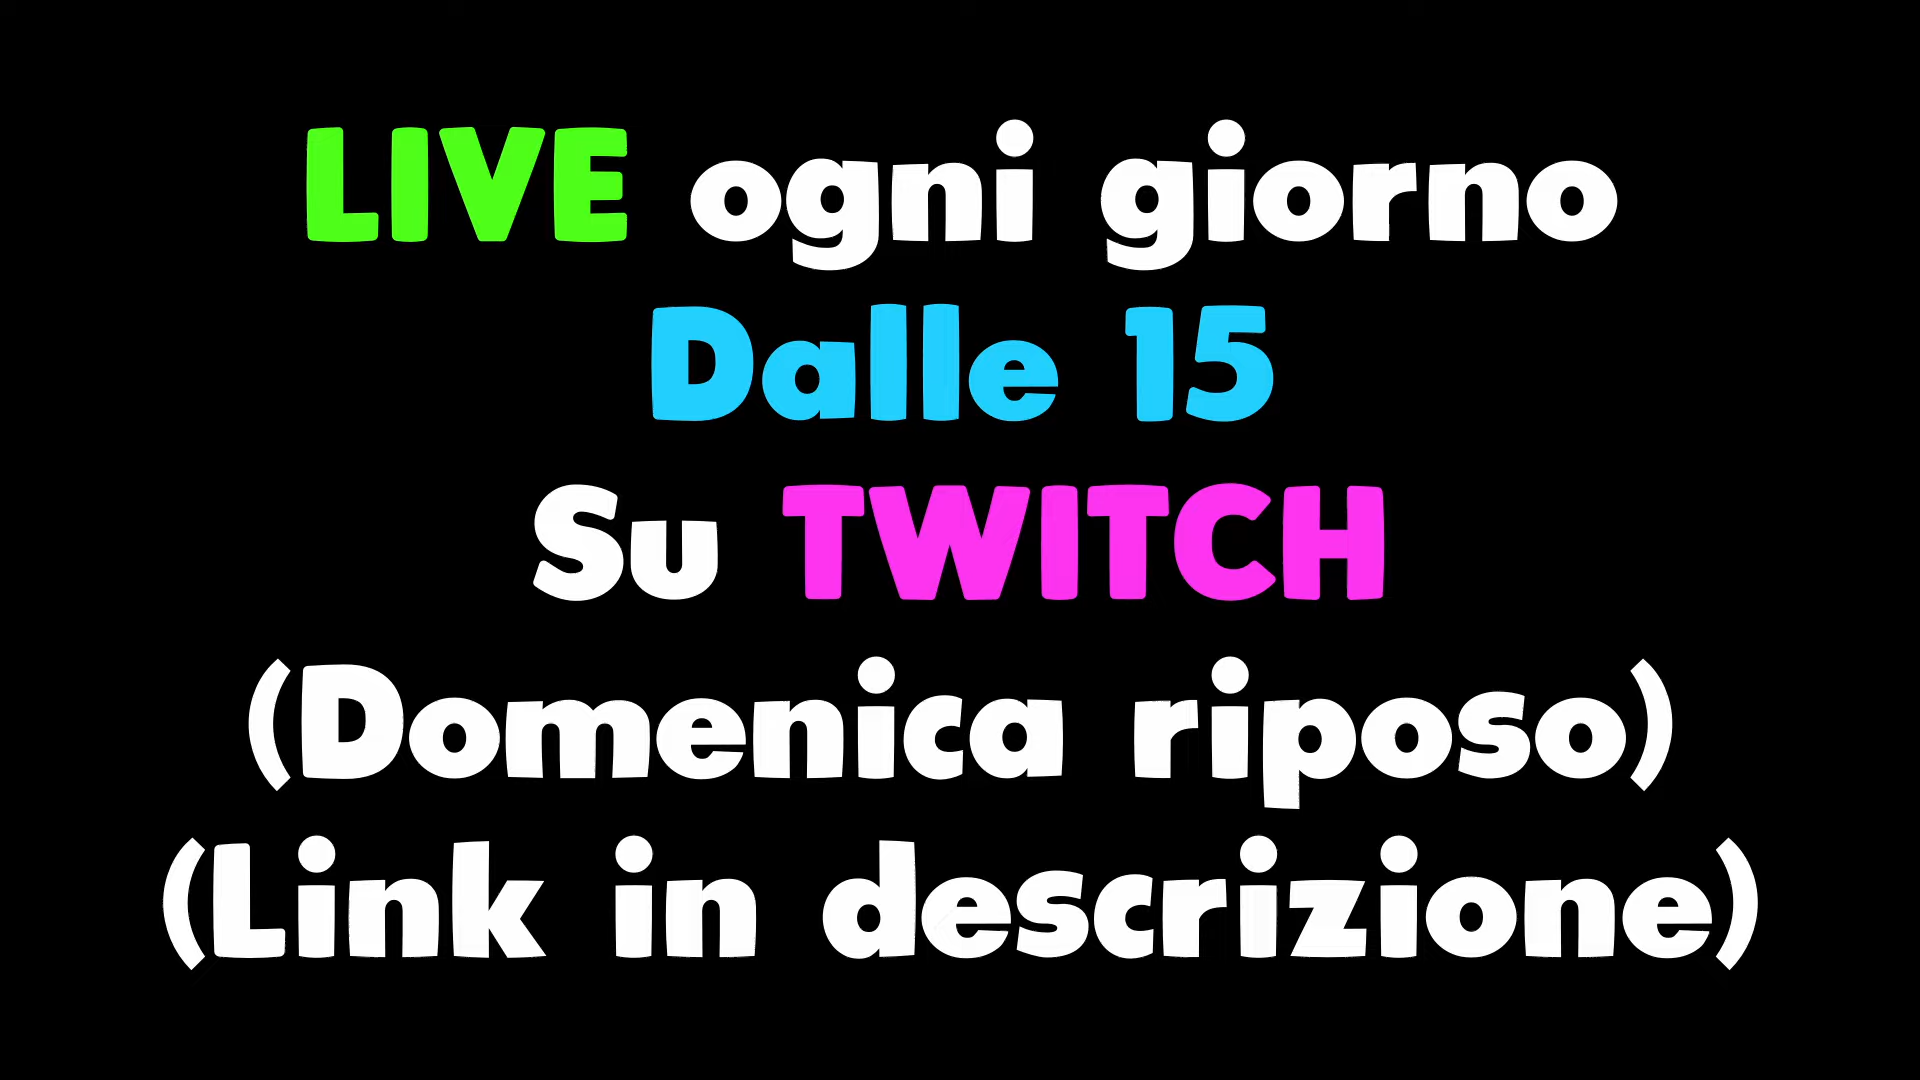 LIVE ogni giorno
Dalle 15
Su TWITCH
(Domenica riposo)
(Link in descrizione)